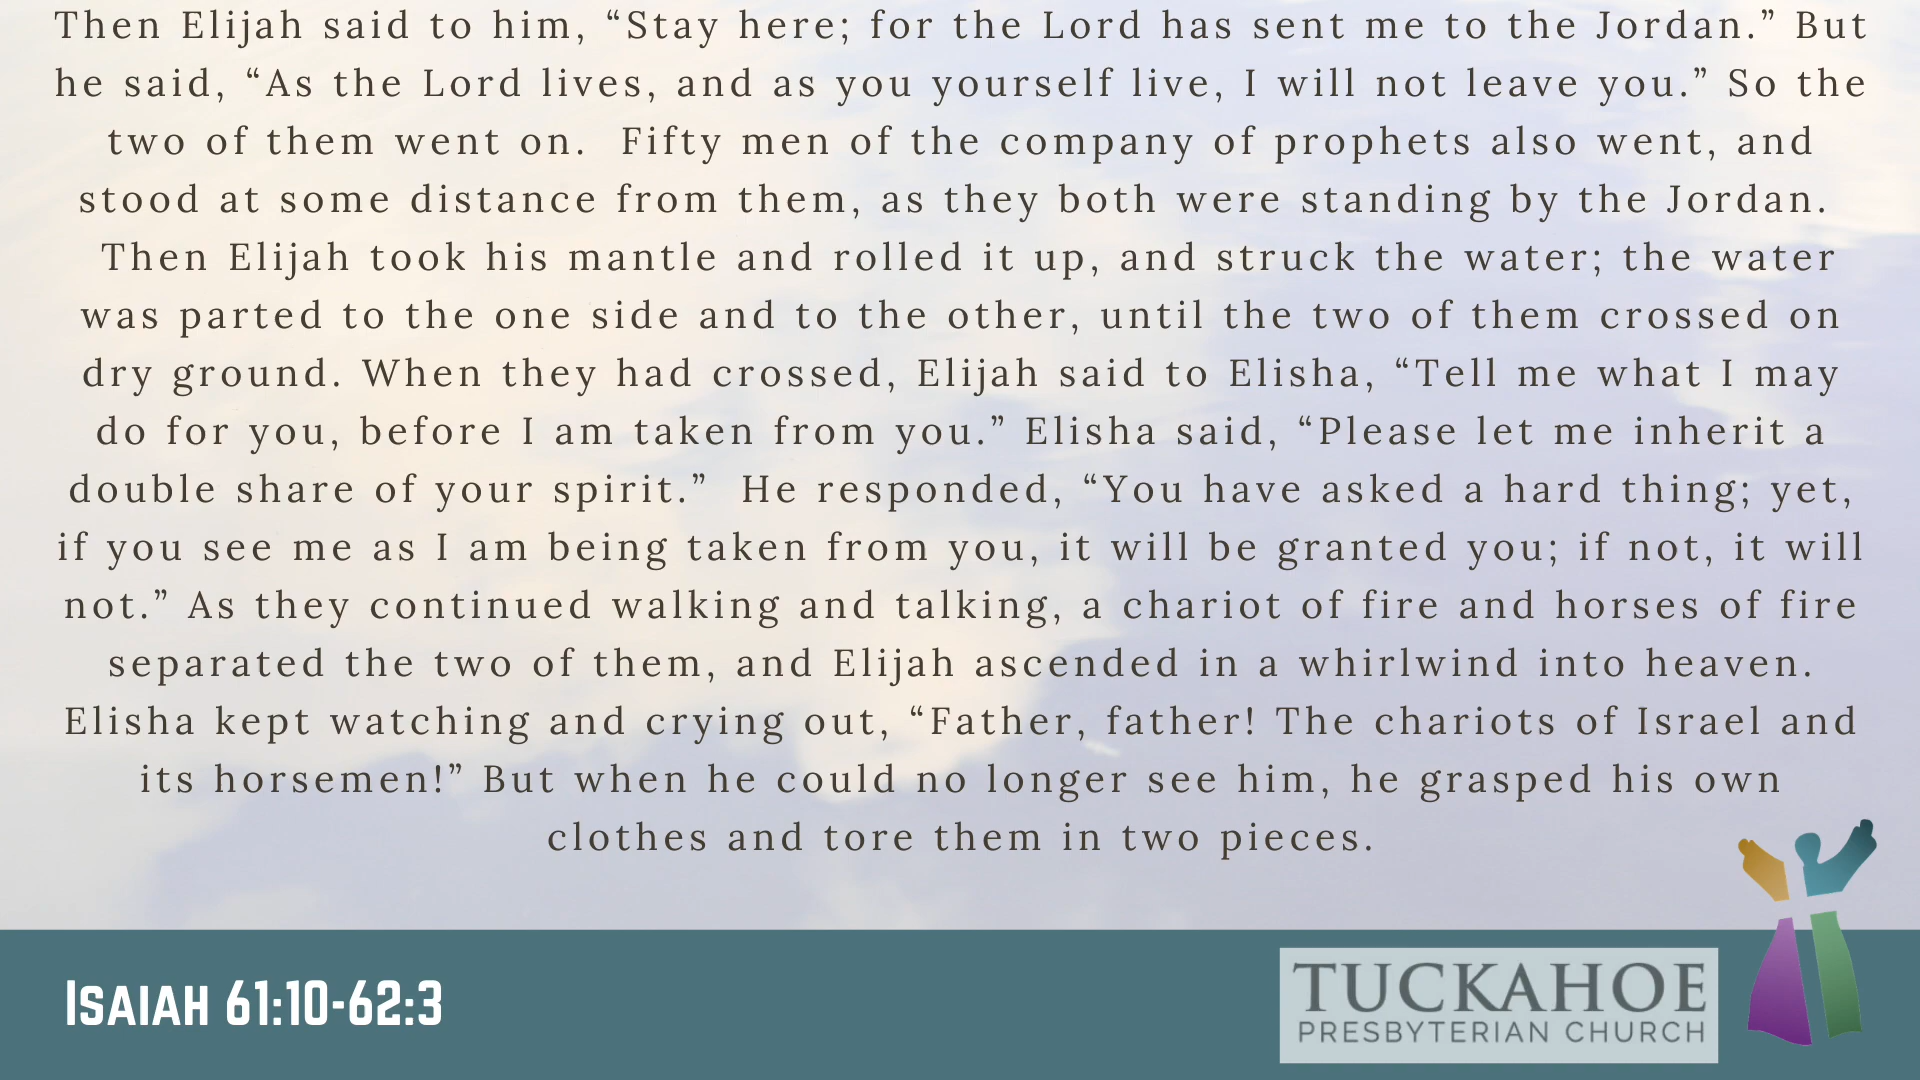 Then Elijah said to him, “Stay here; for the Lord has sent me to the Jordan.” But
he said, “As the Lord lives, and as you yourself live, I will not leave you.” So the
two of them went on.  Fifty men of the company of prophets also went, and
stood at some distance from them, as they both were standing by the Jordan.
Then Elijah took his mantle and rolled it up, and struck the water; the water
was parted to the one side and to the other, until the two of them crossed on
dry ground. When they had crossed, Elijah said to Elisha, “Tell me what I may
do for you, before I am taken from you.” Elisha said, “Please let me inherit a
double share of your spirit.”  He responded, “You have asked a hard thing; yet,
if you see me as I am being taken from you, it will be granted you; if not, it will
not.” As they continued walking and talking, a chariot of fire and horses of fire
separated the two of them, and Elijah ascended in a whirlwind into heaven.
Elisha kept watching and crying out, “Father, father! The chariots of Israel and
its horsemen!” But when he could no longer see him, he grasped his own
clothes and tore them in two pieces.
Isaiah 61:10-62:3
TUCKAHOE
PRESBYTERIAN CHURCH